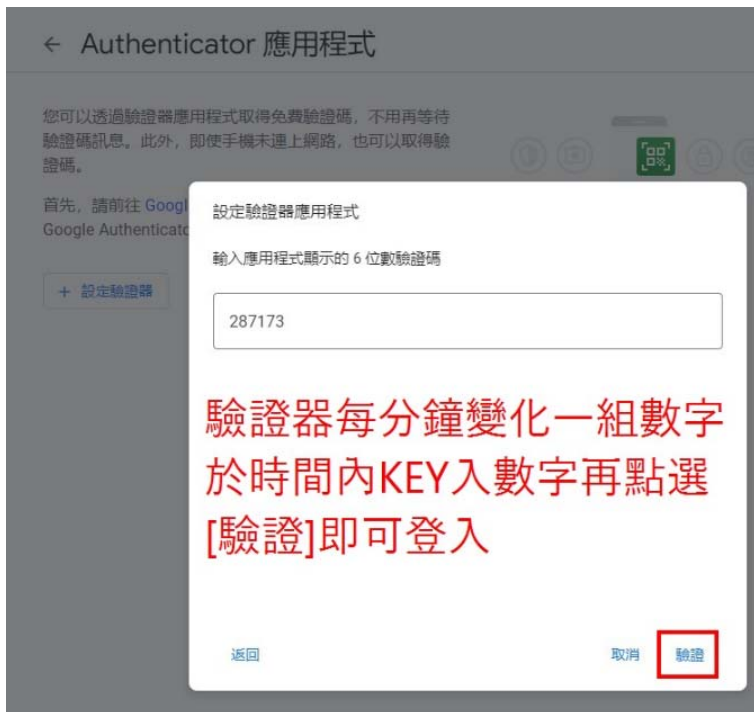 ← Authenticator 應用程式
您可以透過驗證器應用程式取得免費驗證碼，不用再等待
驗證碼訊息。此外，即使手機未連上網路，也可以取得驗
證碼。
首先，請前往 Googl
Google Authenticato
+ 設定驗證器
設定驗證器應用程式
輸入應用程式顯示的 6 位數驗證碼
287173
驗證器每分鐘變化一組數字
於時間內KEY入數字再點選
[驗證]即可登入
返回
取消
驗證